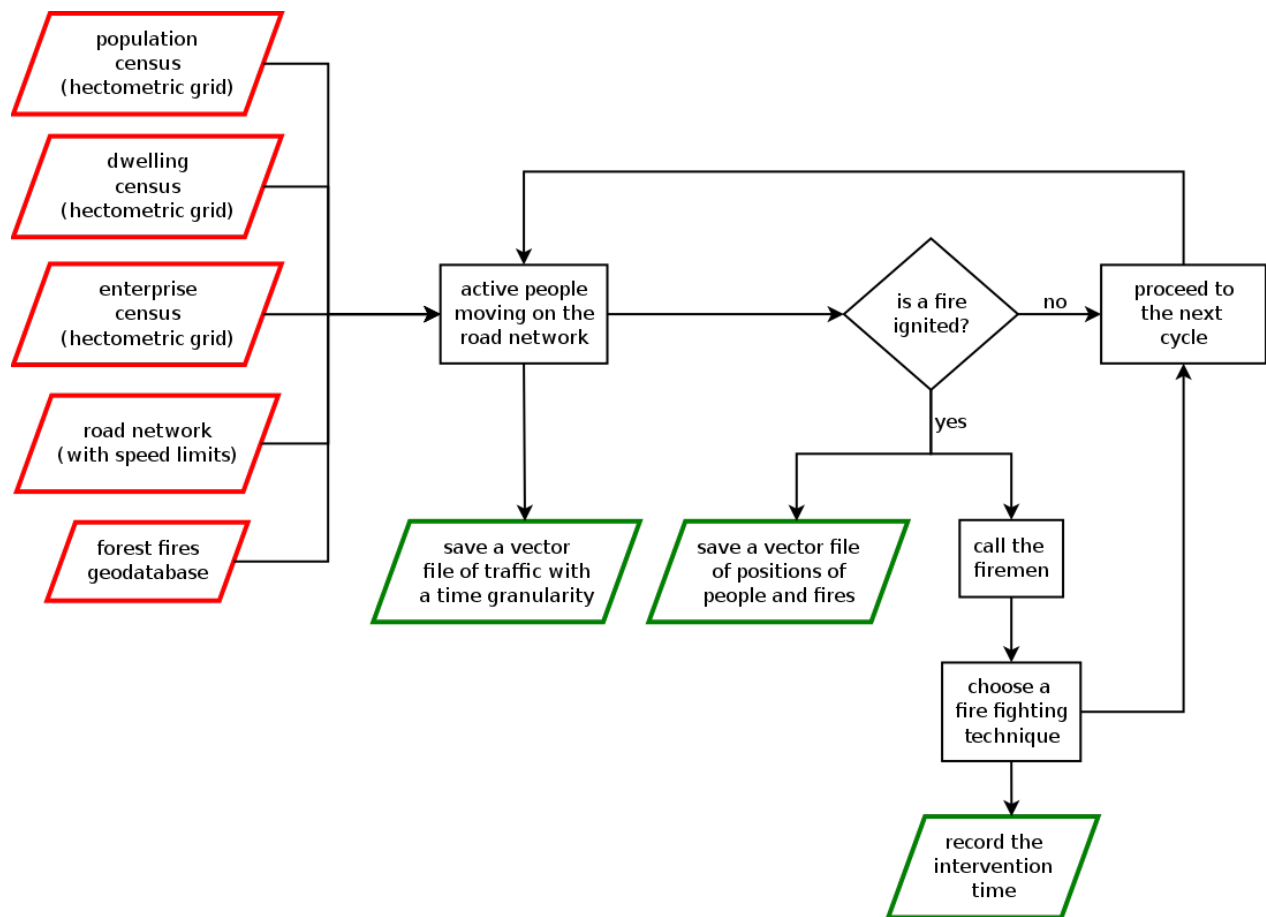 population
census
(hectometric grid)
dwelling
census
(hectometric grid)
enterprise
census
(hectometric grid)
road network
(with speed limits)
forest fires
geodatabase
active people
moving on the
road network
is a fire
ignited?
no
proceed to
the next
cycle
yes
save a vector
file of traffic with
a time granularity
save a vector file
of positions of
people and fires
call the
firemen
choose a
fire fighting
technique
record the
intervention
time